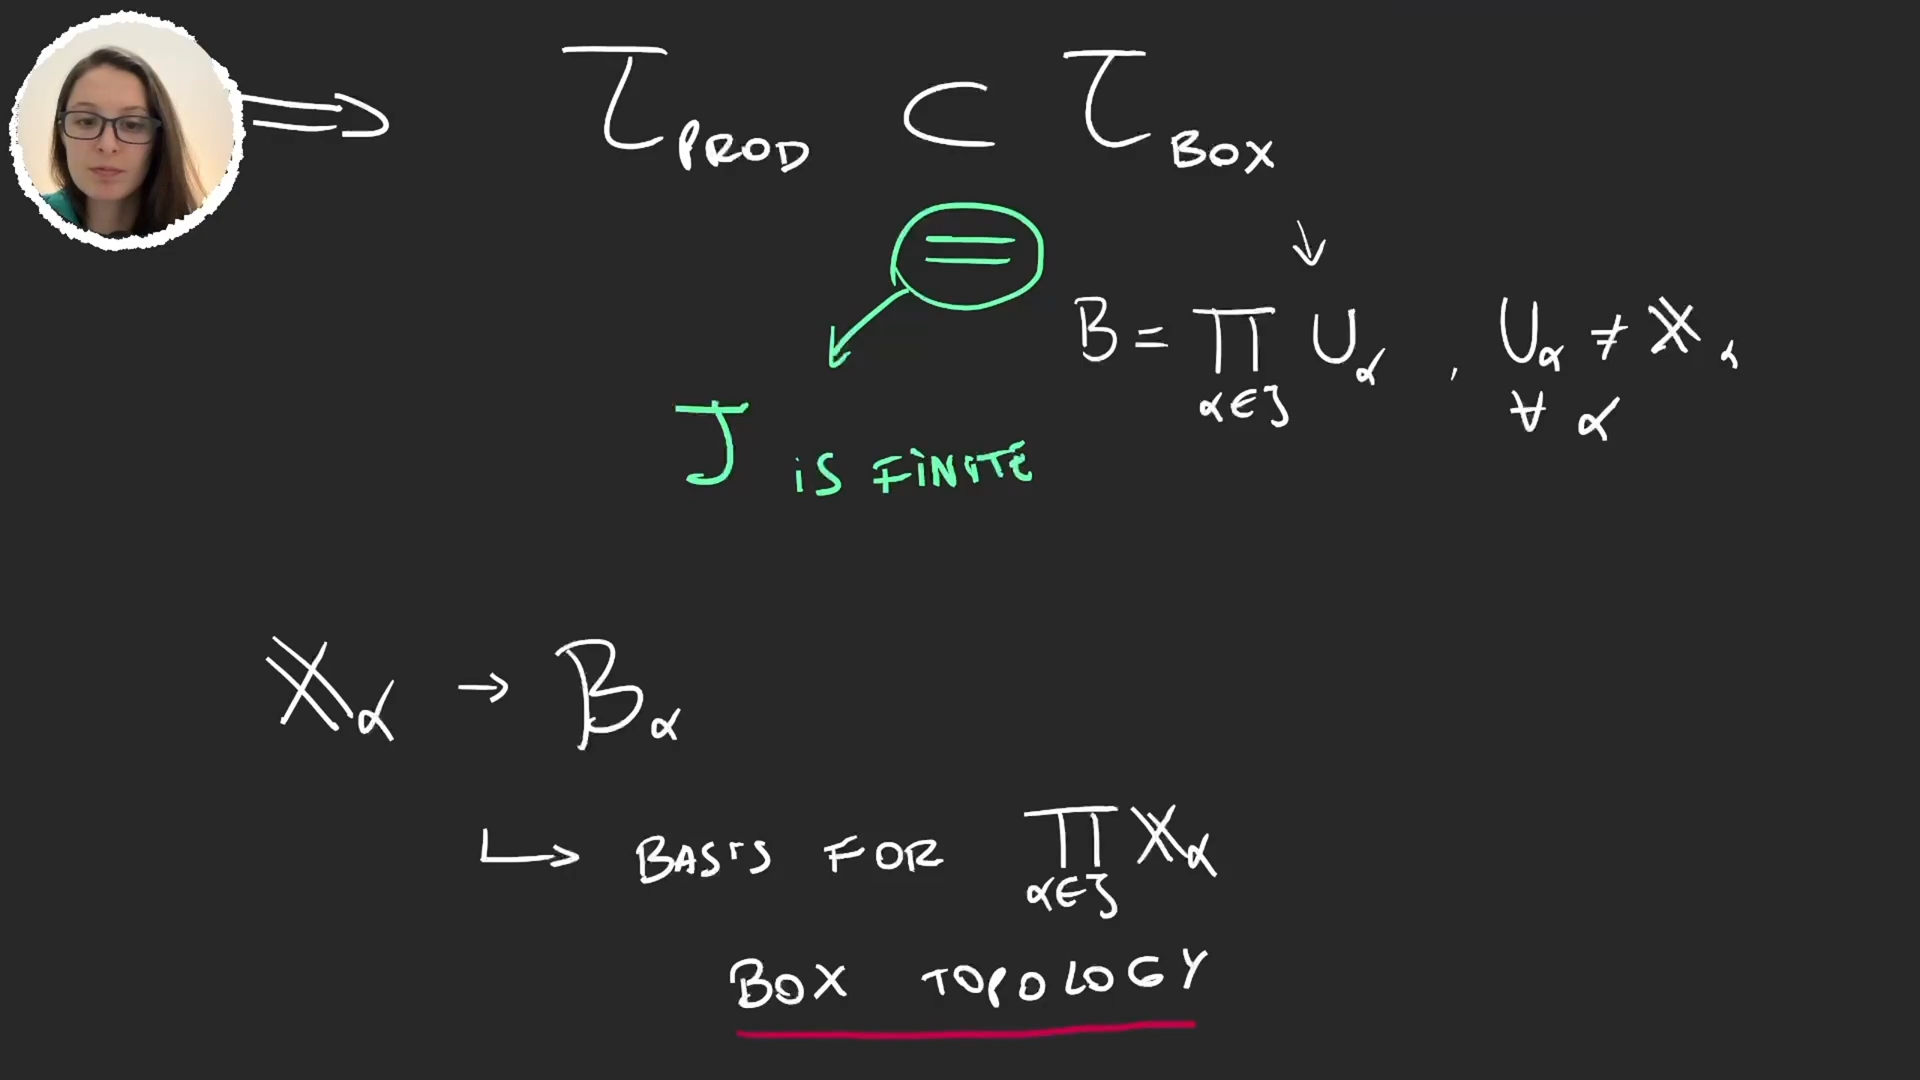 ⇒ τ_PROD ⊂ τ_BOX
=
↓
B = ∏_{α∈J} U_α , U_α ≠ X_α ∀ α
J is FINITE
X_α → B_α
↳ BASIS FOR ∏_{α∈J} X_α
BOX TOPOLOGY